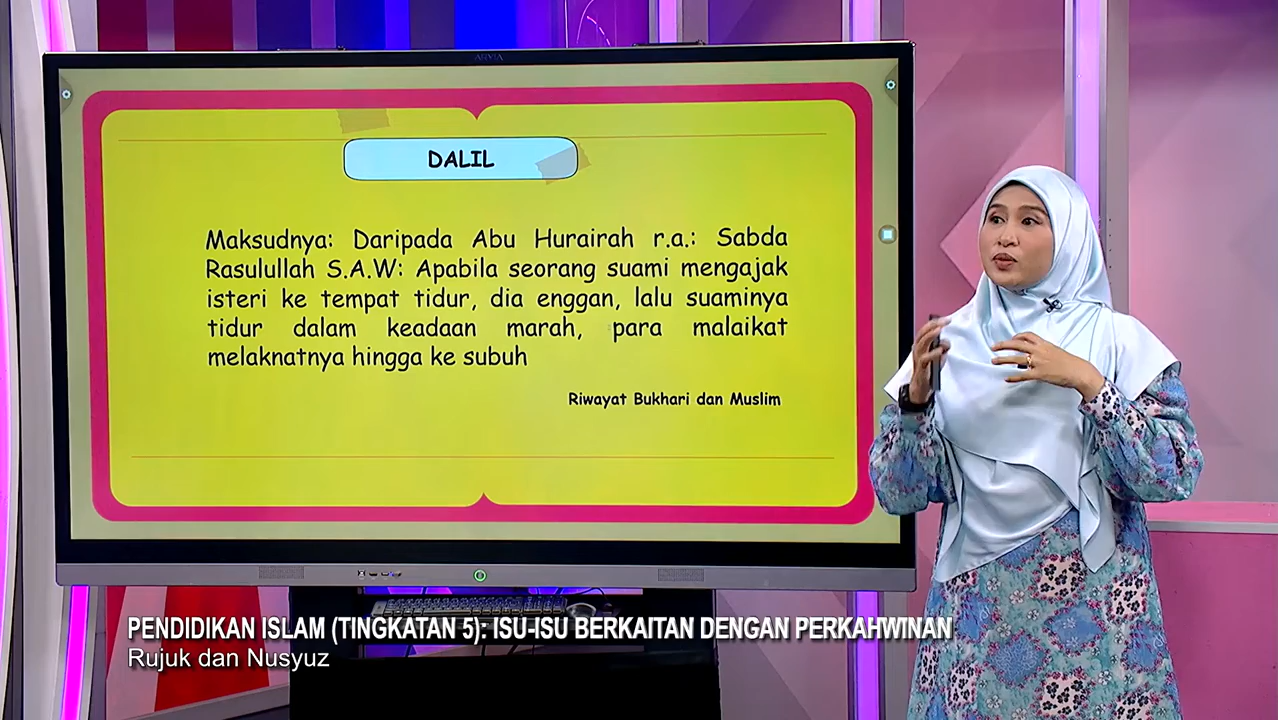 DALIL
Maksudnya: Daripada Abu Hurairah r.a.: Sabda
Rasulullah S.A.W: Apabila seorang suami mengajak
isteri ke tempat tidur, dia enggan, lalu suaminya
tidur dalam keadaan marah, para malaikat
melaknatnya hingga ke subuh
Riwayat Bukhari dan Muslim
PENDIDIKAN ISLAM (TINGKATAN 5): ISU-ISU BERKAITAN DENGAN PERKAHWINAN
Rujuk dan Nusyuz